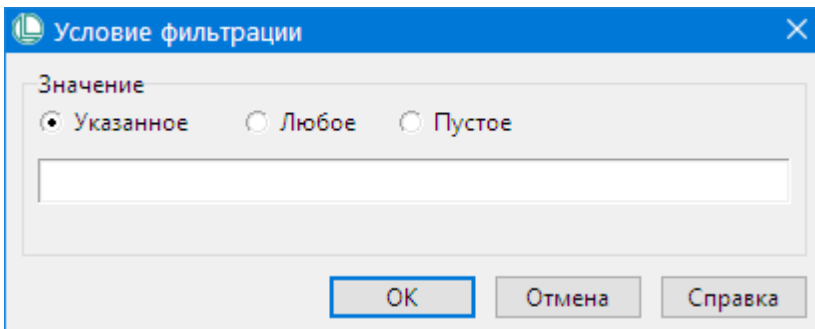 Условие фильтрации
Значение
Указанное Любое Пустое
OK Отмена Справка